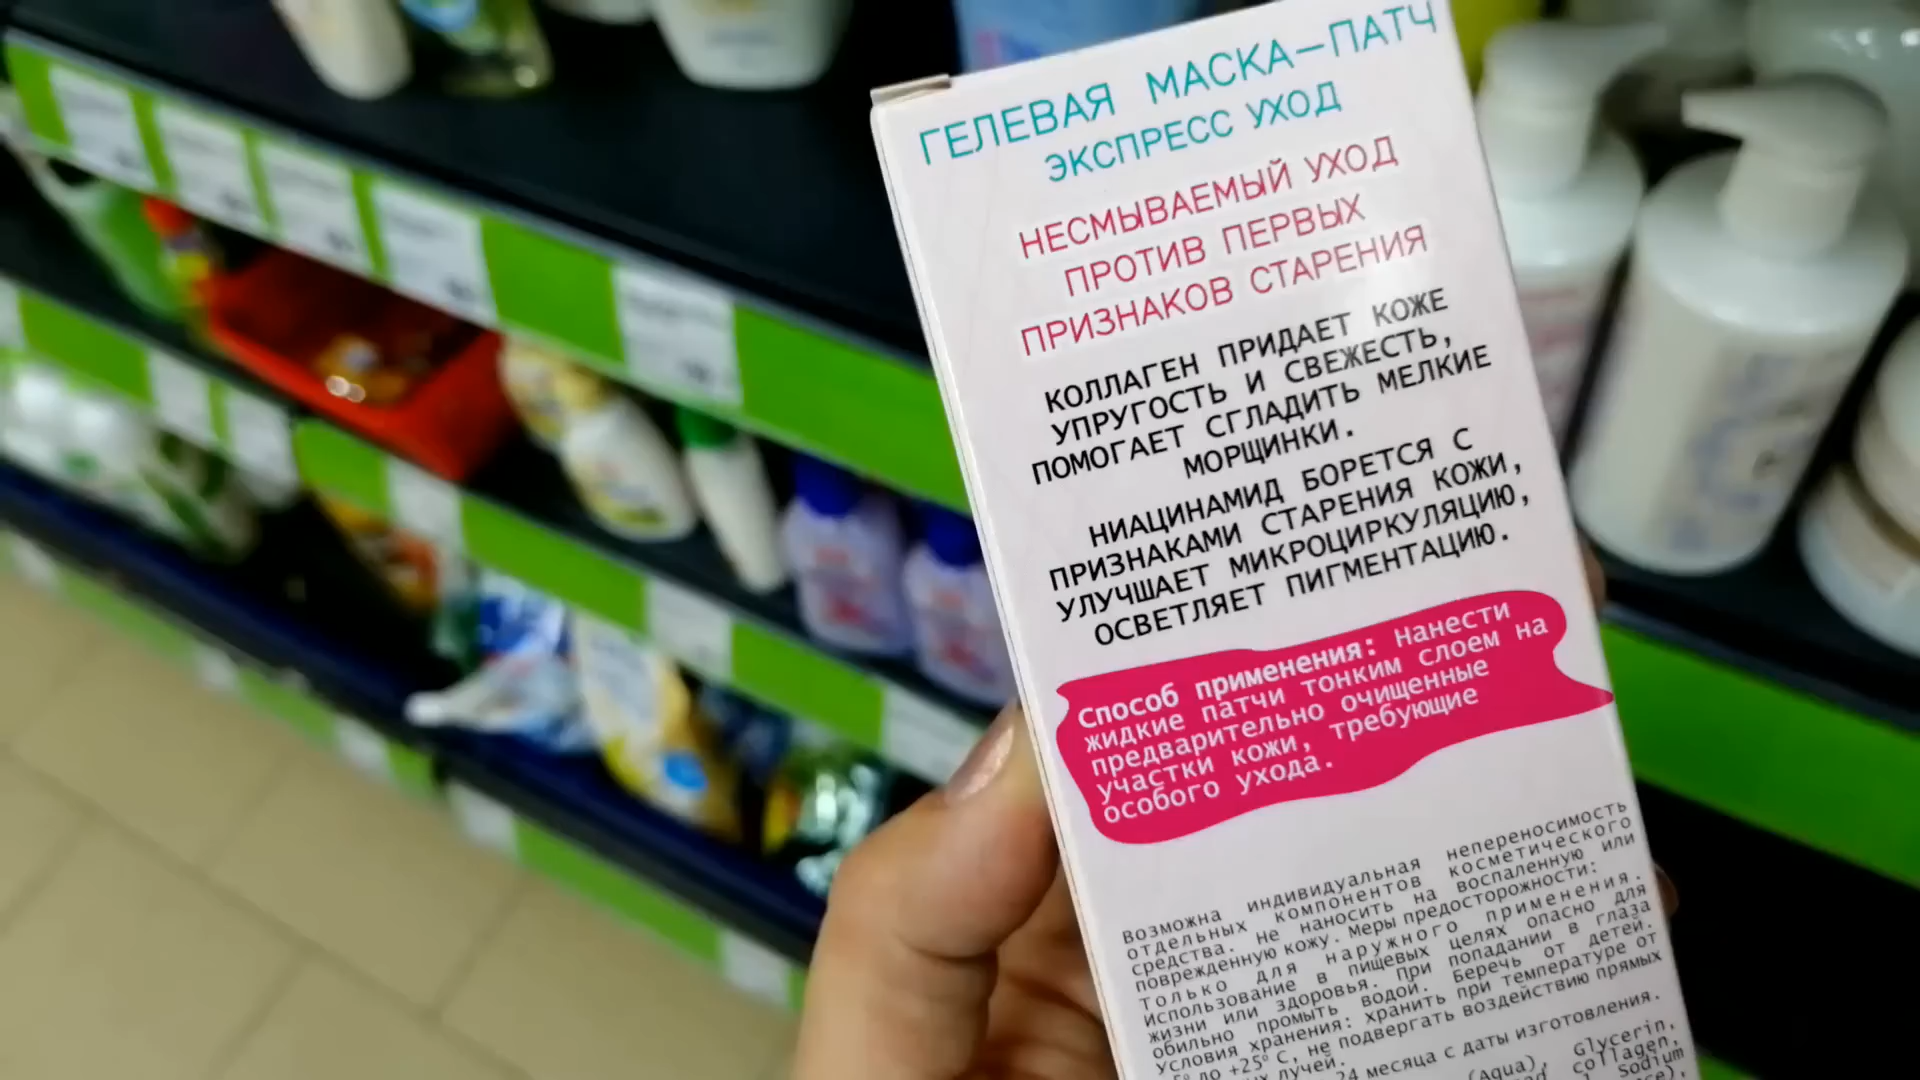 ГЕЛЕВАЯ МАСКА-ПАТЧ
ЭКСПРЕСС УХОД
НЕСМЫВАЕМЫЙ УХОД
ПРОТИВ ПЕРВЫХ
ПРИЗНАКОВ СТАРЕНИЯ
КОЛЛАГЕН ПРИДАЕТ КОЖЕ
УПРУГОСТЬ И СВЕЖЕСТЬ,
ПОМОГАЕТ СГЛАДИТЬ МЕЛКИЕ
МОРЩИНКИ.
НИАЦИНАМИД БОРЕТСЯ С
ПРИЗНАКАМИ СТАРЕНИЯ КОЖИ,
УЛУЧШАЕТ МИКРОЦИРКУЛЯЦИЮ,
ОСВЕТЛЯЕТ ПИГМЕНТАЦИЮ.
Способ применения: нанести
жидкие патчи тонким слоем на
предварительно очищенные
участки кожи, требующие
особого ухода.
Возможна индивидуальная непереносимость
отдельных компонентов косметического
средства. Не наносить на воспаленную или
поврежденную кожу. Меры предосторожности:
Только для наружного применения.
Использование в пищевых целях опасно для
жизни или здоровья. При попадании в глаза
обильно промыть водой. Беречь от детей.
Условия хранения: хранить при температуре от
5° до +25° С, не подвергать воздействию прямых
лучей.
24 месяца с даты изготовления.
(Aqua), Glycerin,
collagen,
Sodium